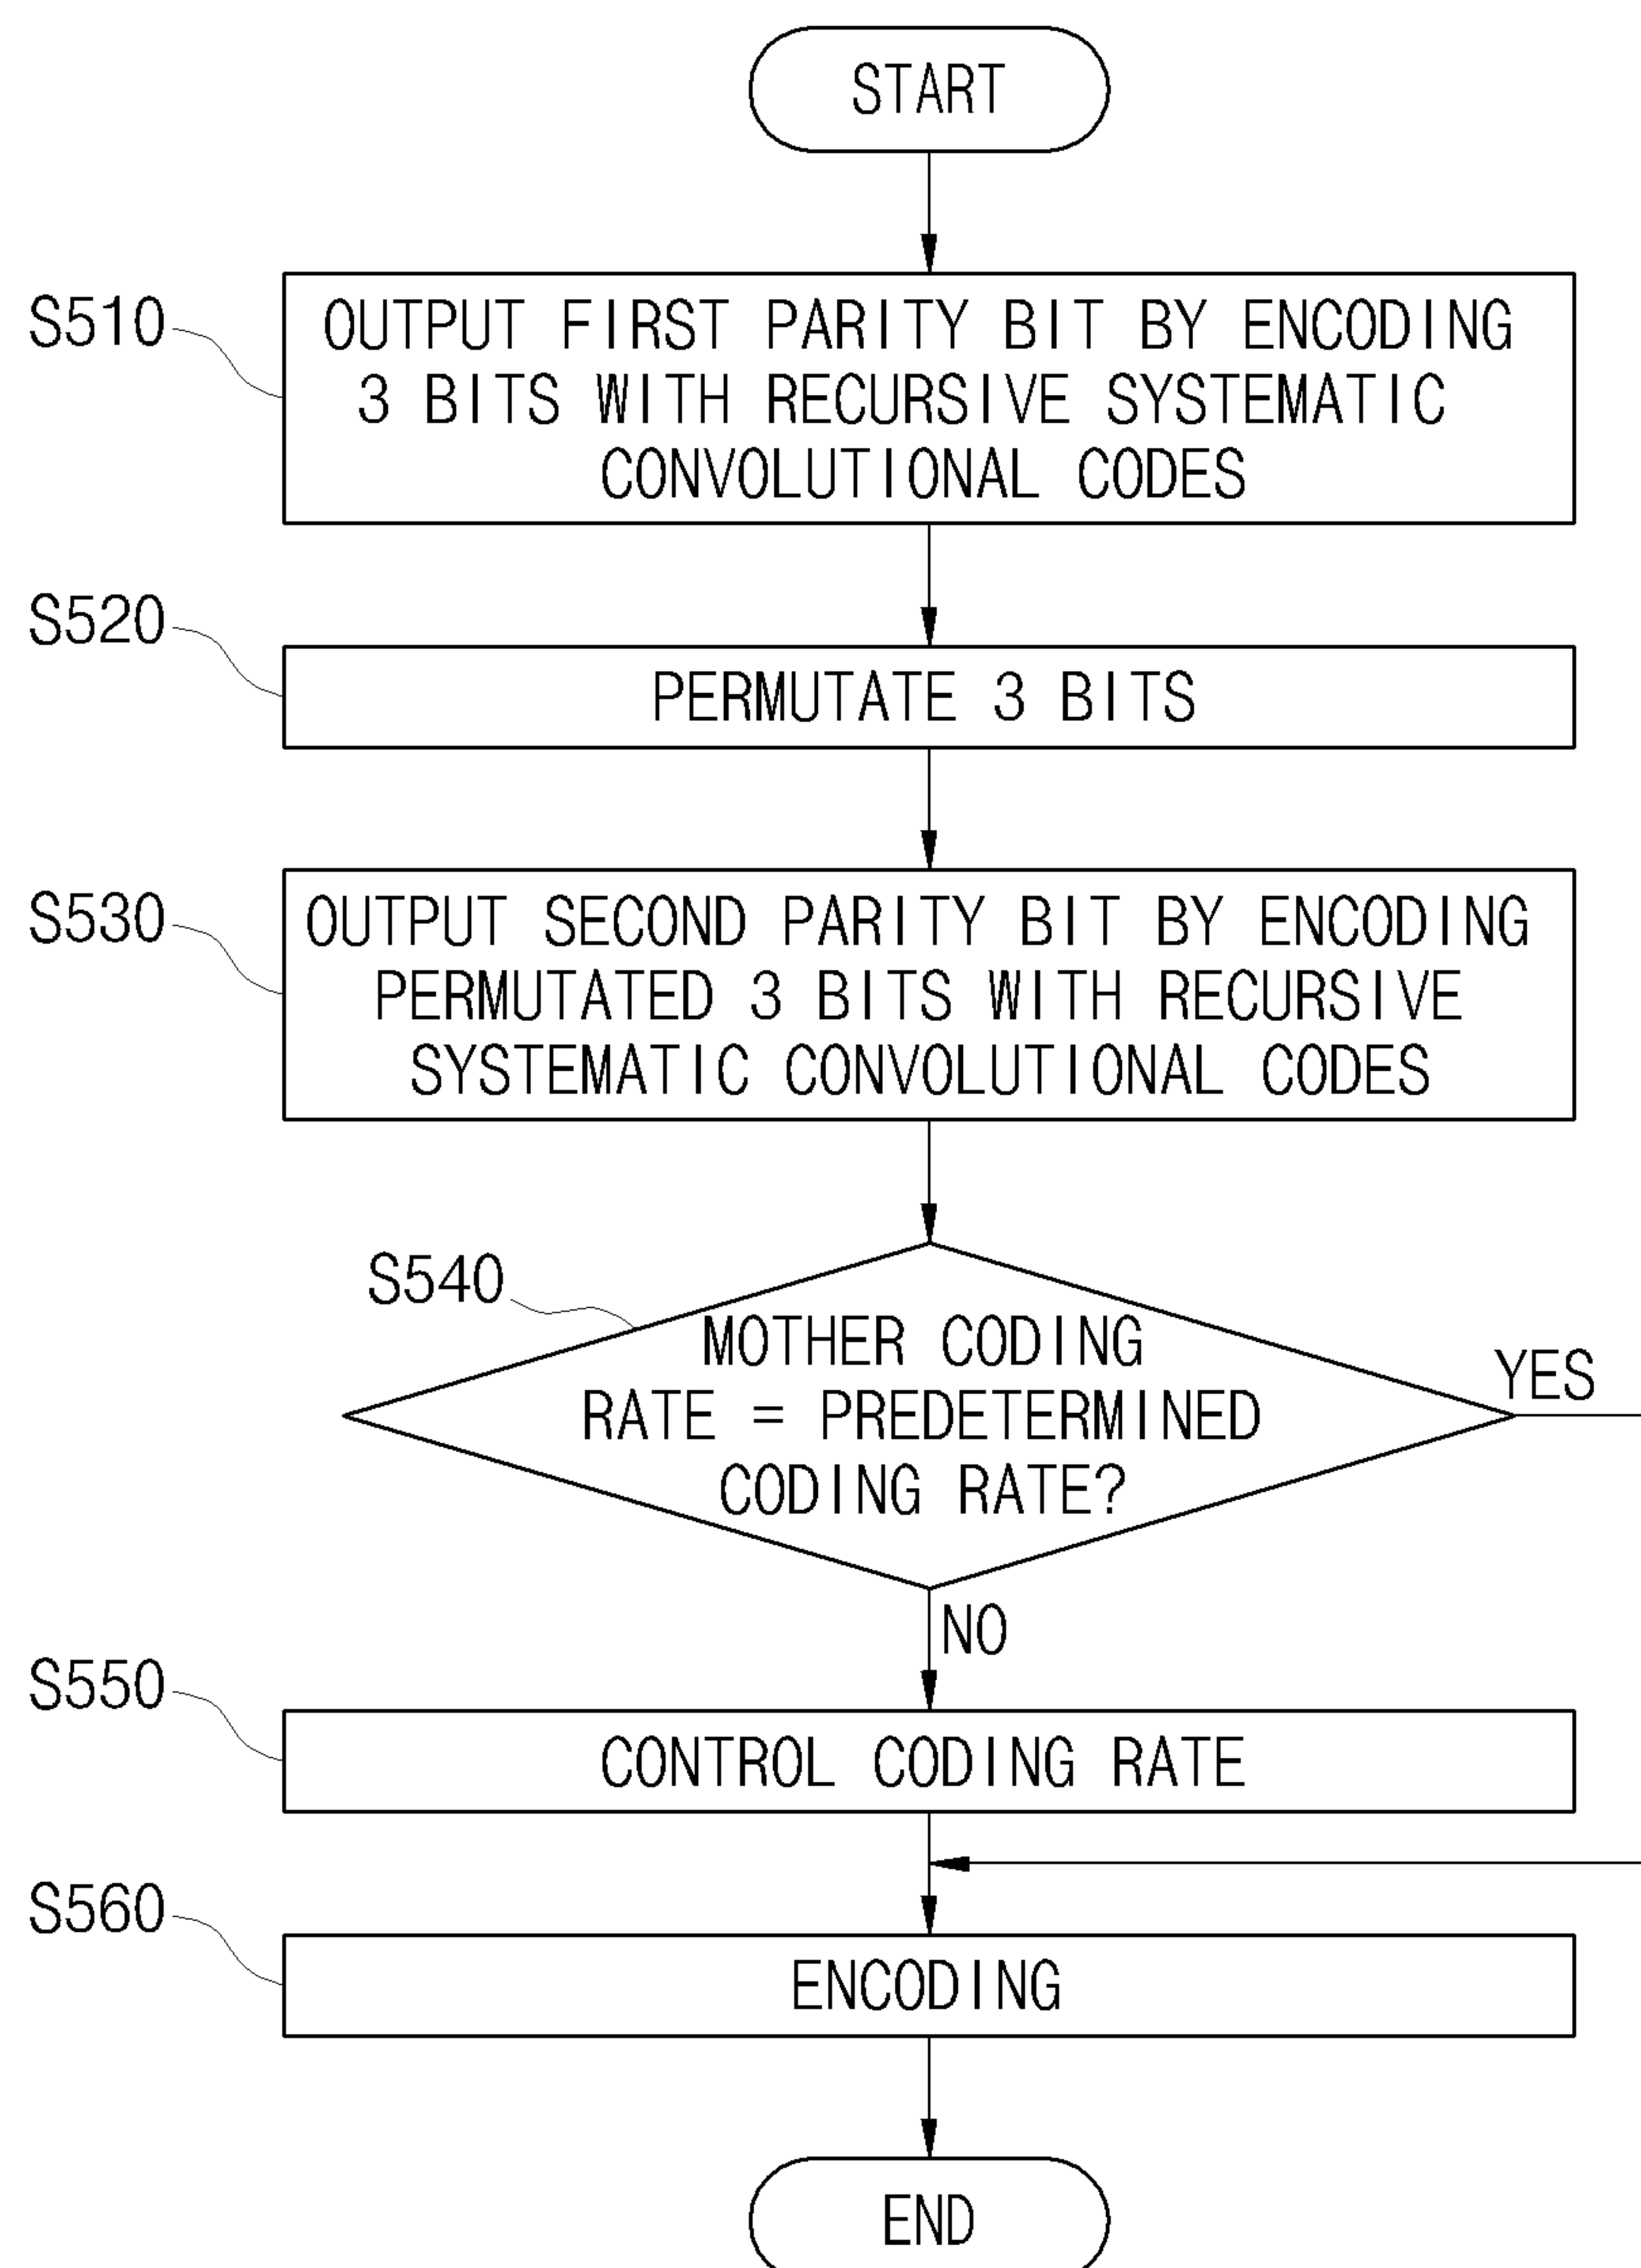 START
S510
OUTPUT FIRST PARITY BIT BY ENCODING
3 BITS WITH RECURSIVE SYSTEMATIC
CONVOLUTIONAL CODES
S520
PERMUTATE 3 BITS
S530
OUTPUT SECOND PARITY BIT BY ENCODING
PERMUTATED 3 BITS WITH RECURSIVE
SYSTEMATIC CONVOLUTIONAL CODES
S540
MOTHER CODING
RATE = PREDETERMINED
CODING RATE?
YES
NO
S550
CONTROL CODING RATE
S560
ENCODING
END